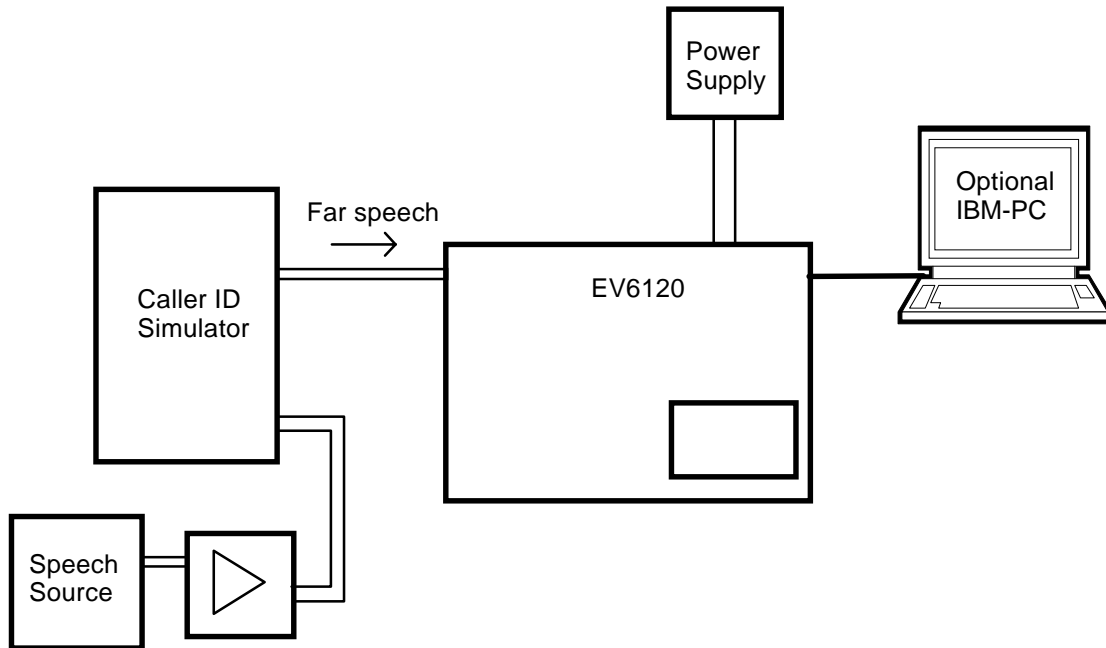 Power
Supply
Optional
IBM-PC
Far speech
EV6120
Caller ID
Simulator
Speech
Source